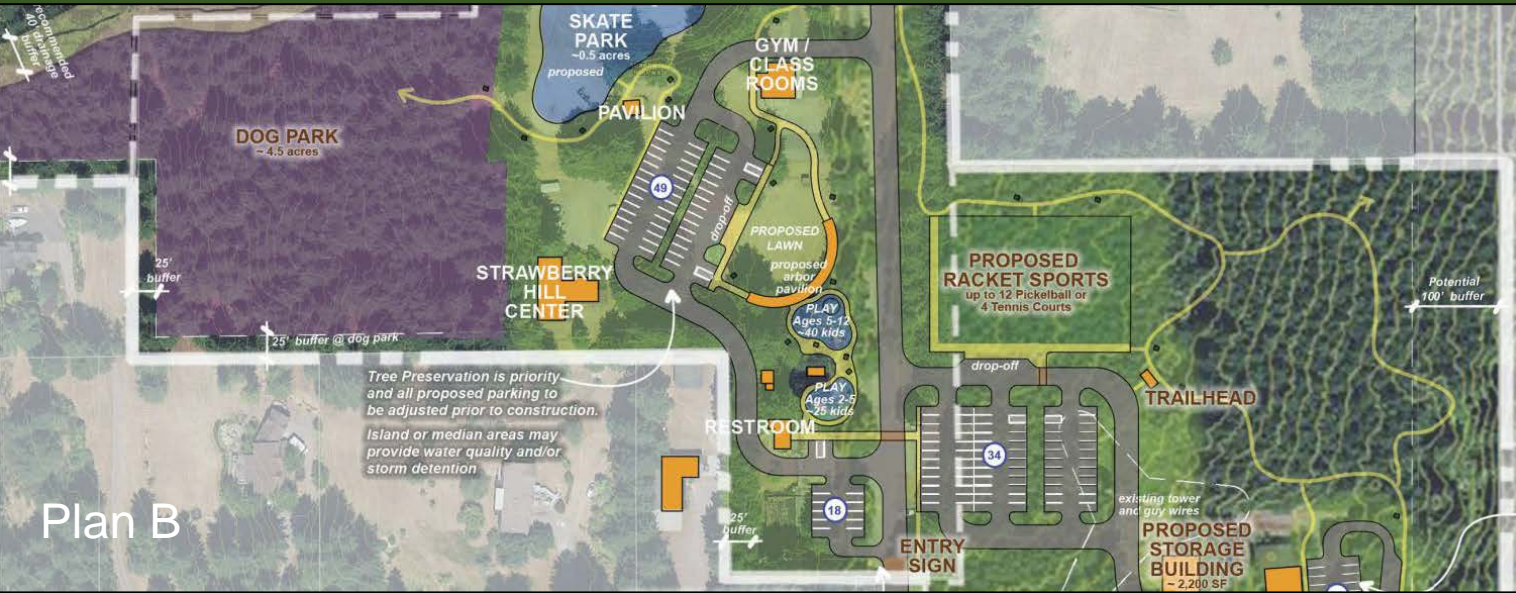 recommended
40' drainage
buffer
SKATE
PARK
~0.5 acres
proposed
GYM /
CLASS
ROOMS
PAVILION
DOG PARK
~ 4.5 acres
49
drop-off
PROPOSED
LAWN
proposed
arbor
pavilion
25'
buffer
STRAWBERRY
HILL
CENTER
PROPOSED
RACKET SPORTS
up to 12 Pickelball or
4 Tennis Courts
Potential
100' buffer
PLAY
Ages 5-12
~40 kids
25' buffer @ dog park
drop-off
Tree Preservation is priority
and all proposed parking to
be adjusted prior to construction.
Island or median areas may
provide water quality and/or
storm detention
PLAY
Ages 2-5
~25 kids
TRAILHEAD
RESTROOM
34
existing tower
and guy wires
18
25'
buffer
Plan B
ENTRY
SIGN
PROPOSED
STORAGE
BUILDING
~ 2,200 SF